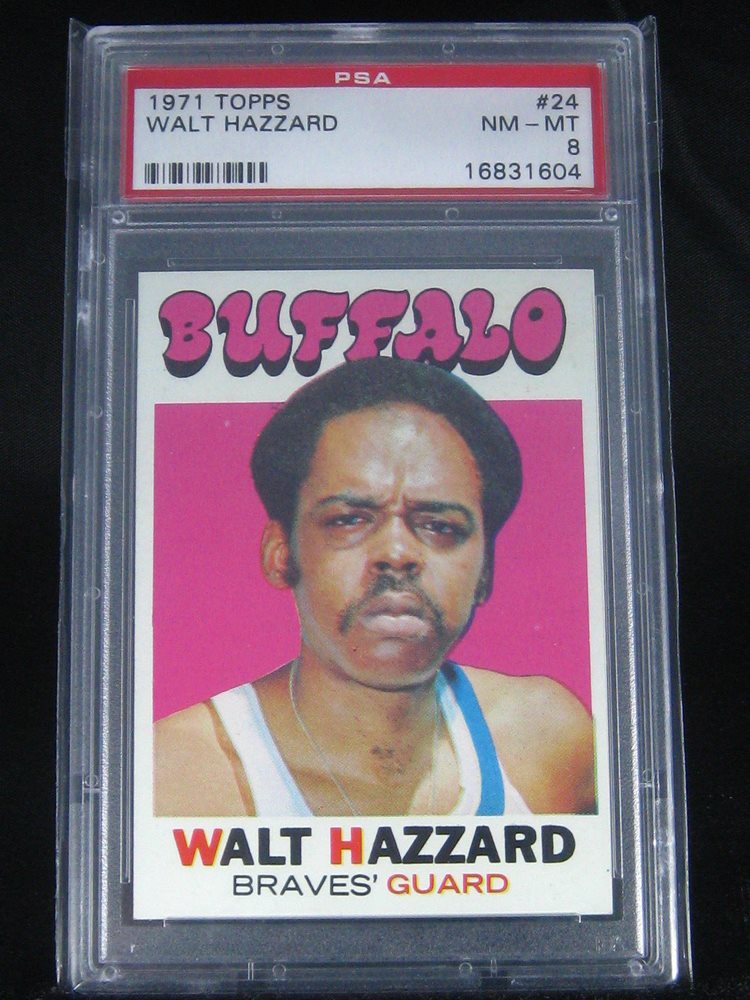 PSA
1971 TOPPS #24
WALT HAZZARD NM-MT
8
16831604
BUFFALO
WALT HAZZARD
BRAVES' GUARD